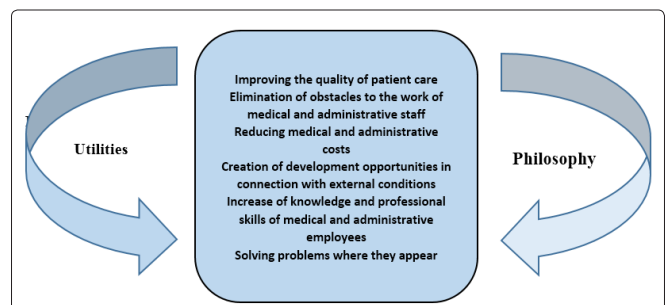 Utilities
Improving the quality of patient care
Elimination of obstacles to the work of
medical and administrative staff
Reducing medical and administrative
costs
Creation of development opportunities in
connection with external conditions
Increase of knowledge and professional
skills of medical and administrative
employees
Solving problems where they appear
Philosophy